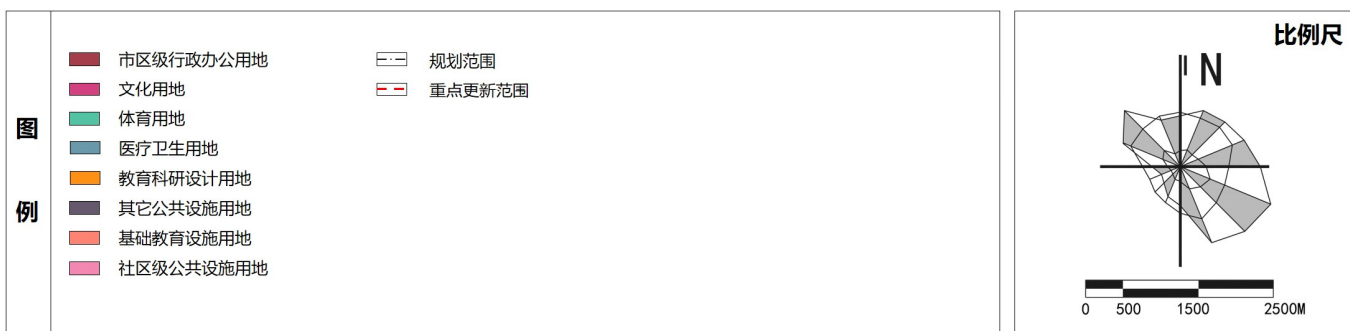 图例
市区级行政办公用地
文化用地
体育用地
医疗卫生用地
教育科研设计用地
其它公共设施用地
基础教育设施用地
社区级公共设施用地
规划范围
重点更新范围
比例尺
N
0 500 1500 2500M